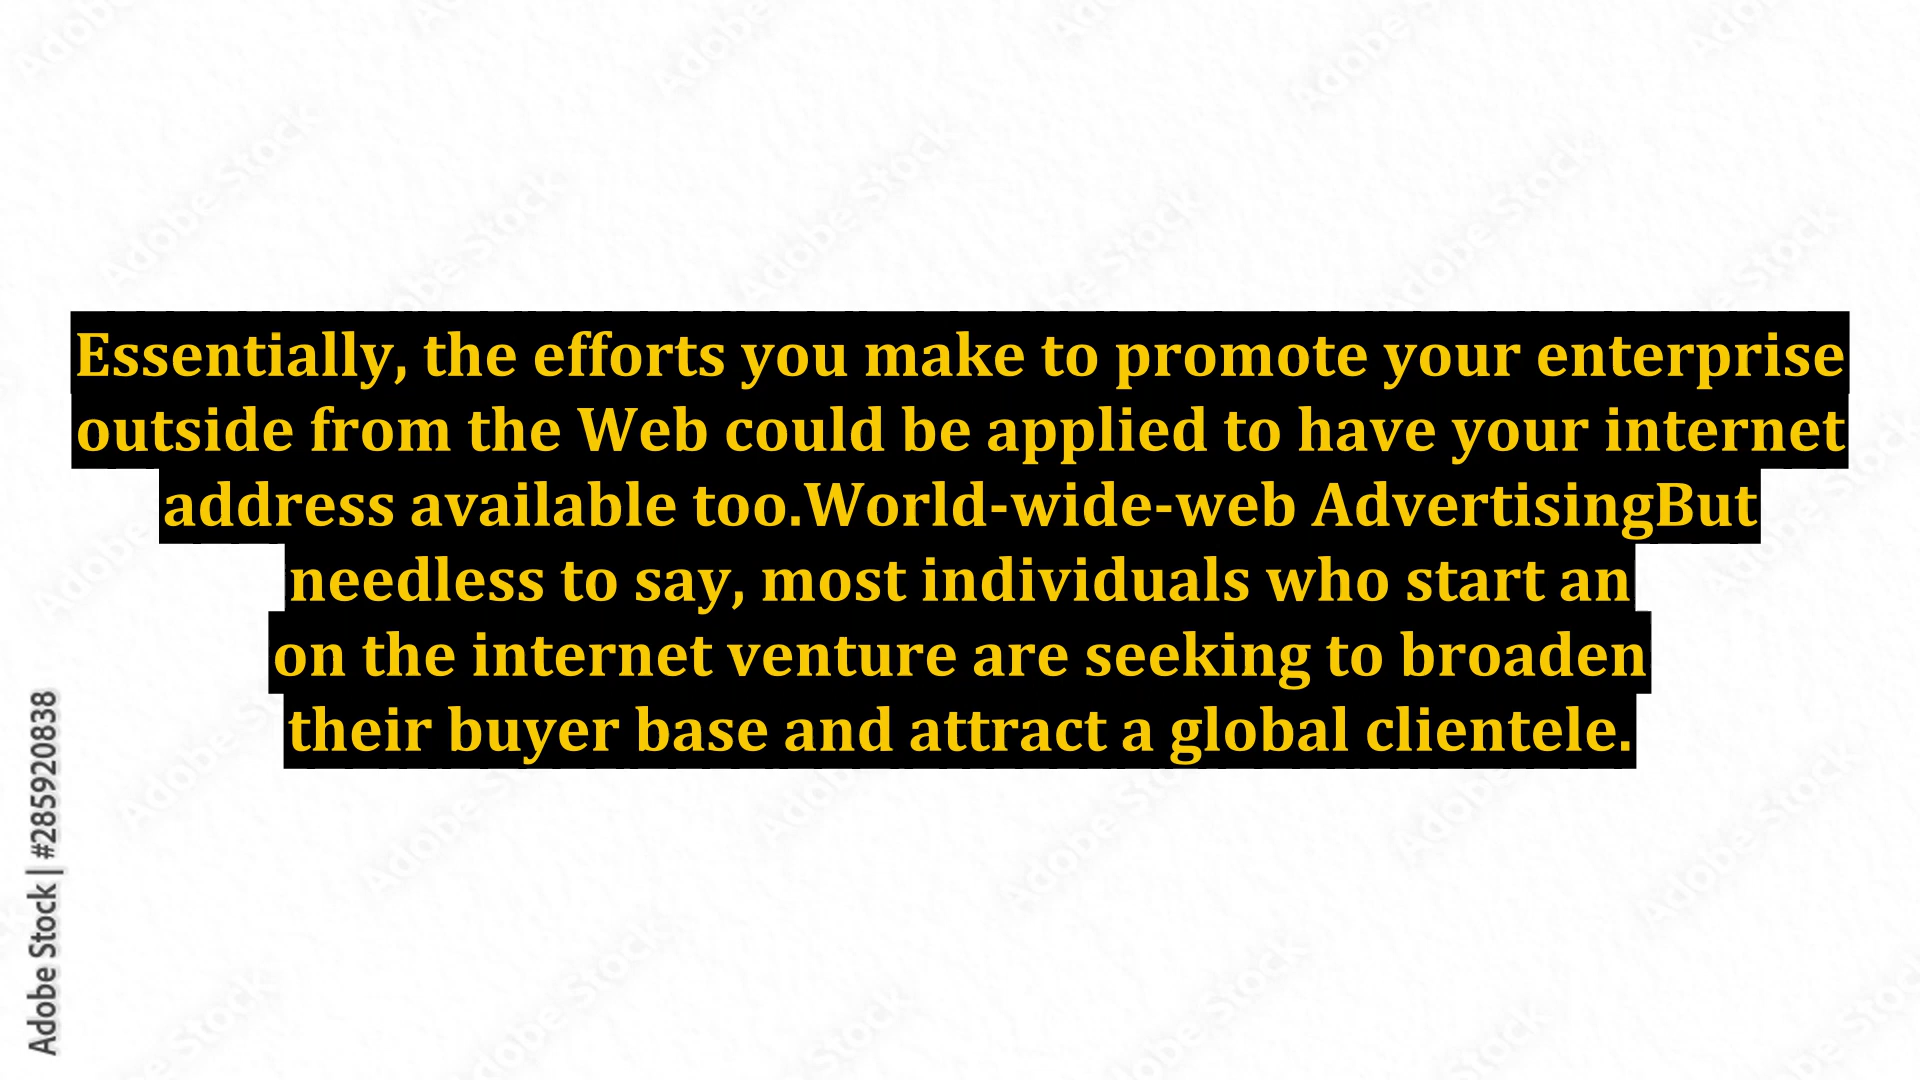 Essentially, the efforts you make to promote your enterprise
outside from the Web could be applied to have your internet
address available too.World-wide-web AdvertisingBut
needless to say, most individuals who start an
on the internet venture are seeking to broaden
their buyer base and attract a global clientele.
Adobe Stock | #285920838